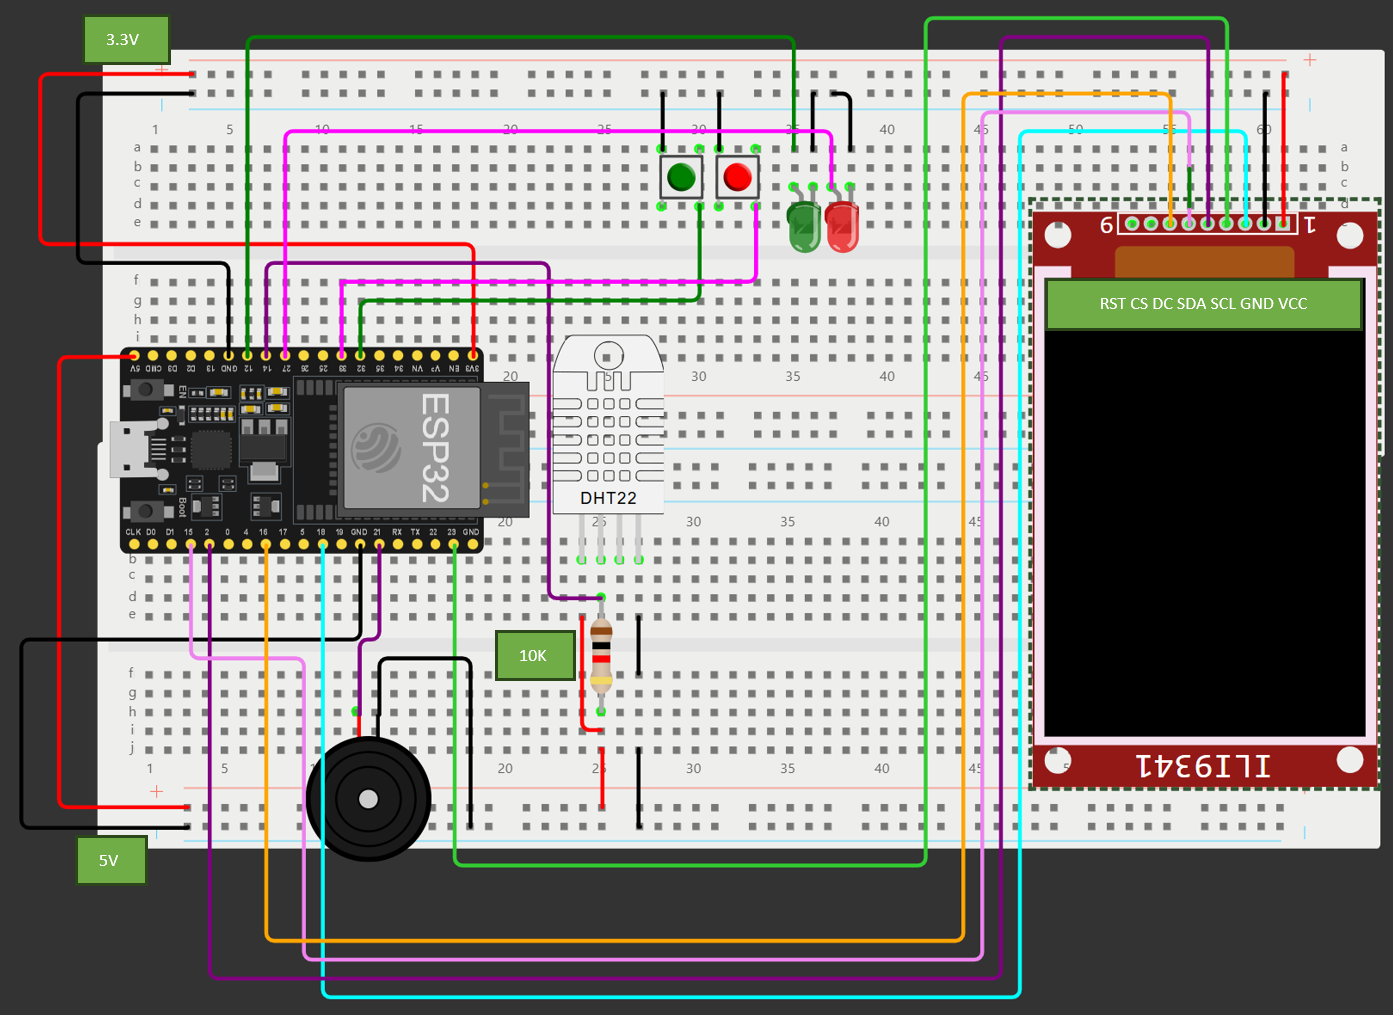 3.3V
1 5 10 15 20 25 30 35 40 45 50 55 60
a a
b b
c c
d d
e
9 1
RST CS DC SDA SCL GND VCC
f
g
h
i
5V CMD D3 D2 13 GND 12 14 27 26 25 33 32 35 34 VN VP EN 3V3
20 25 30 35 40 45
EN
ESP32
DHT22
Boot
CLK D0 D1 15 2 0 4 16 17 5 18 19 GND 21 RX TX 22 23 GND
20 25 30 35 40 45
b
c
d
e
10K
f
g
h
i
j
1 5 20 25 30 35 40 45
ILI9341
5V